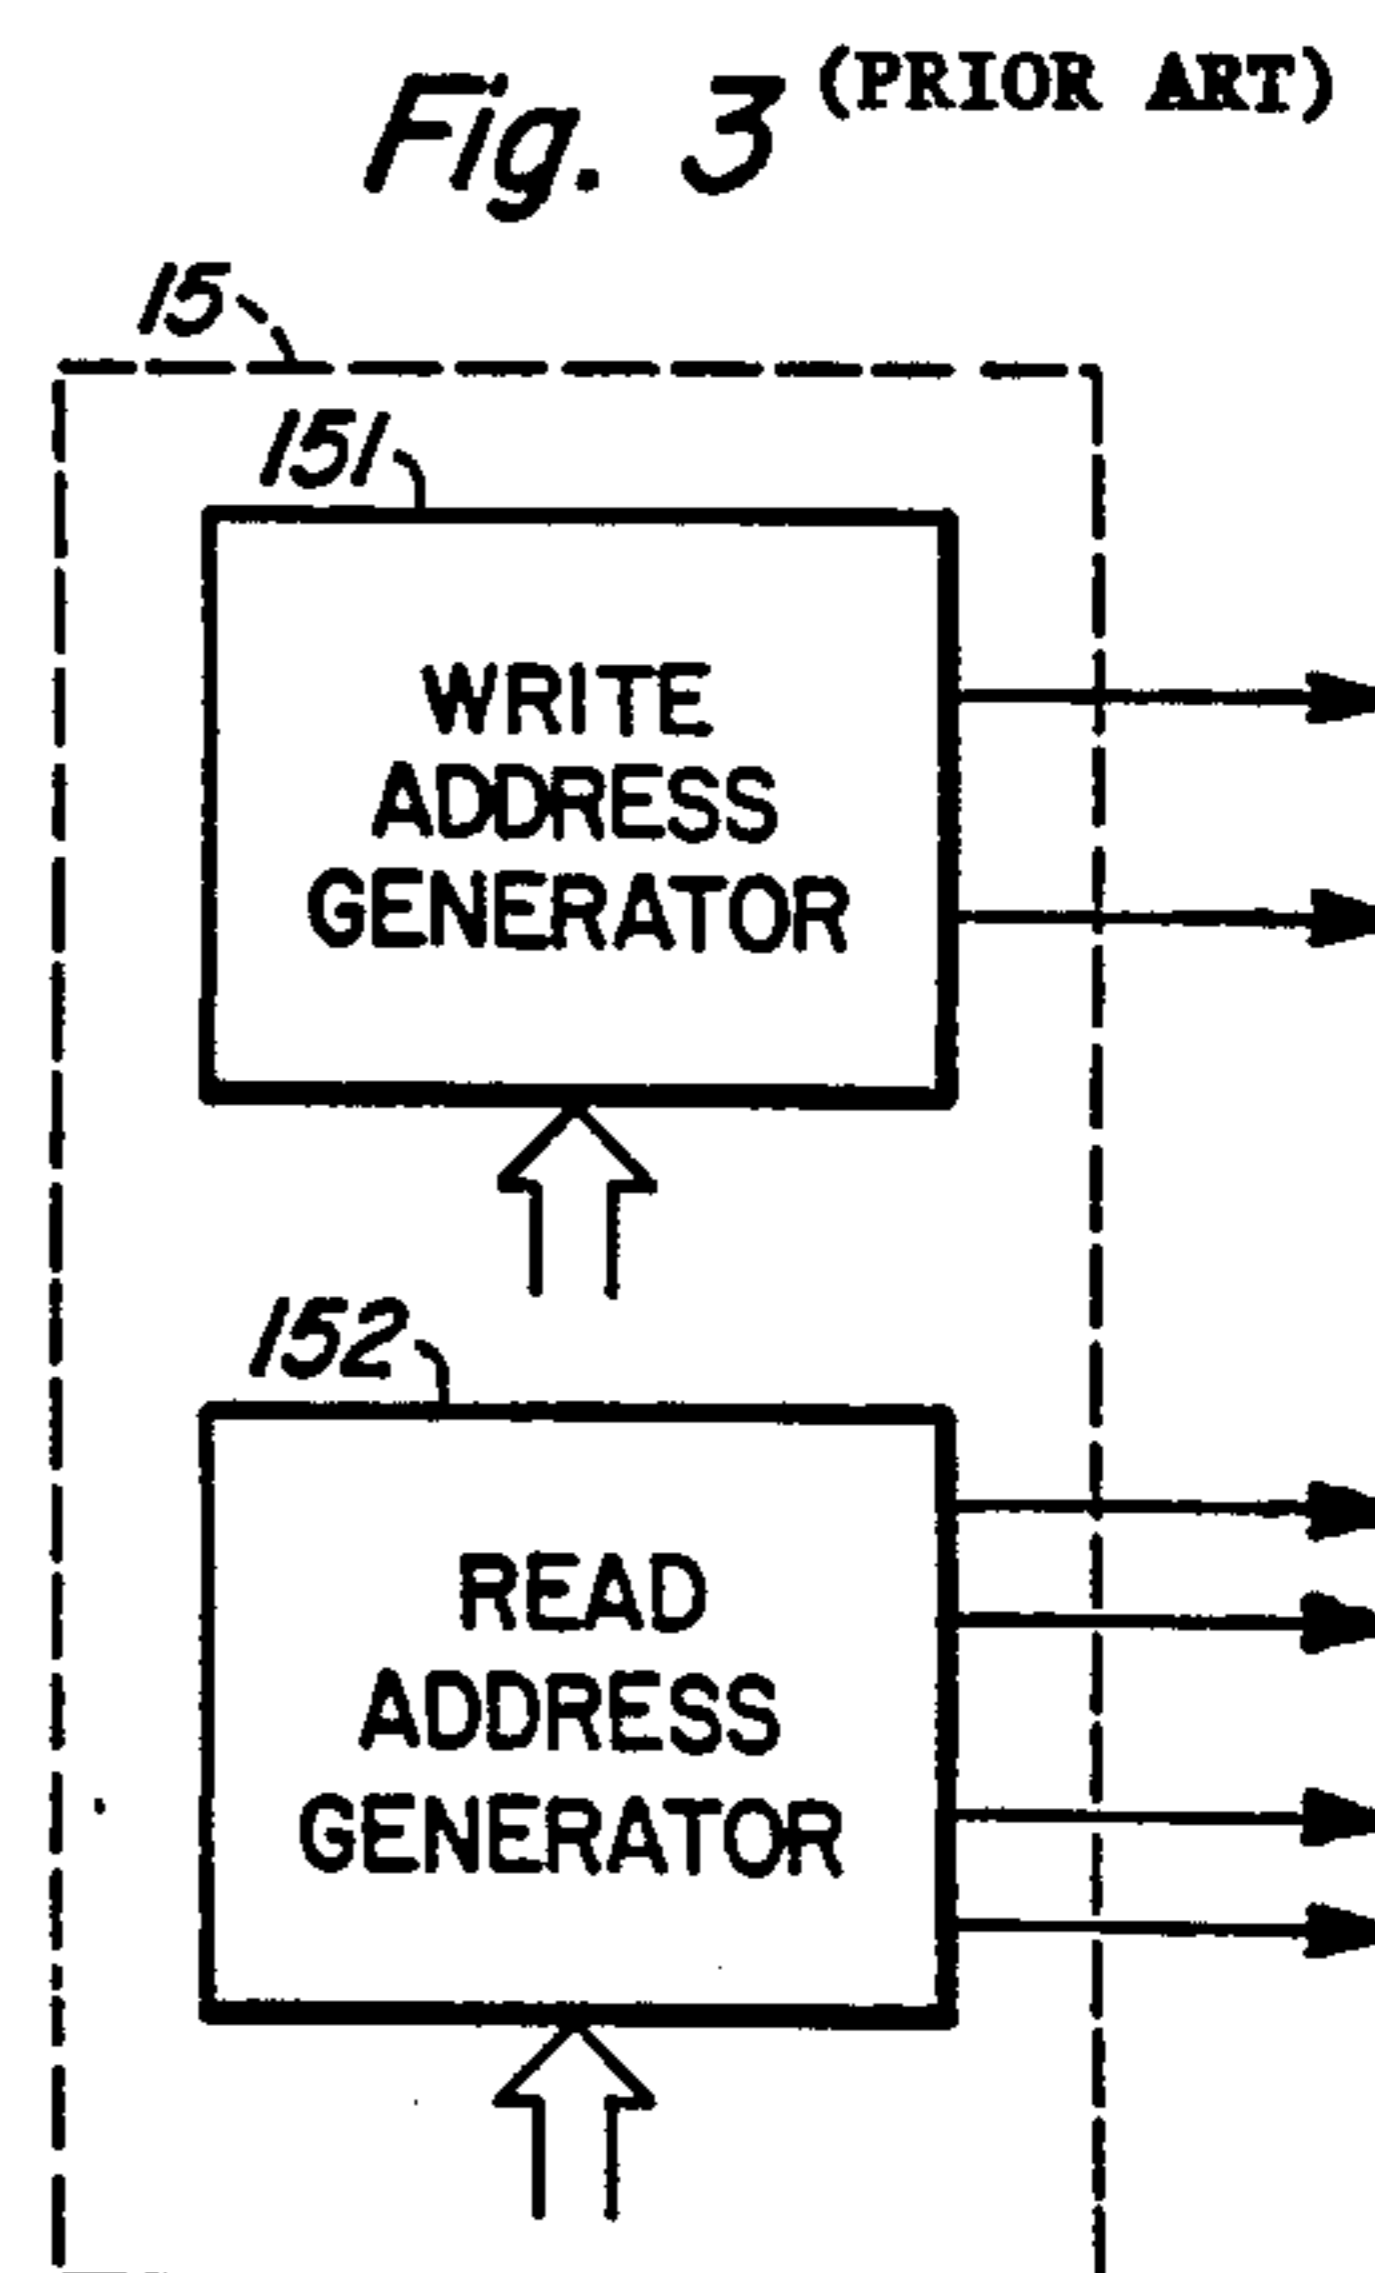 Fig. 3 (PRIOR ART)
15
151
WRITE
ADDRESS
GENERATOR
152
READ
ADDRESS
GENERATOR